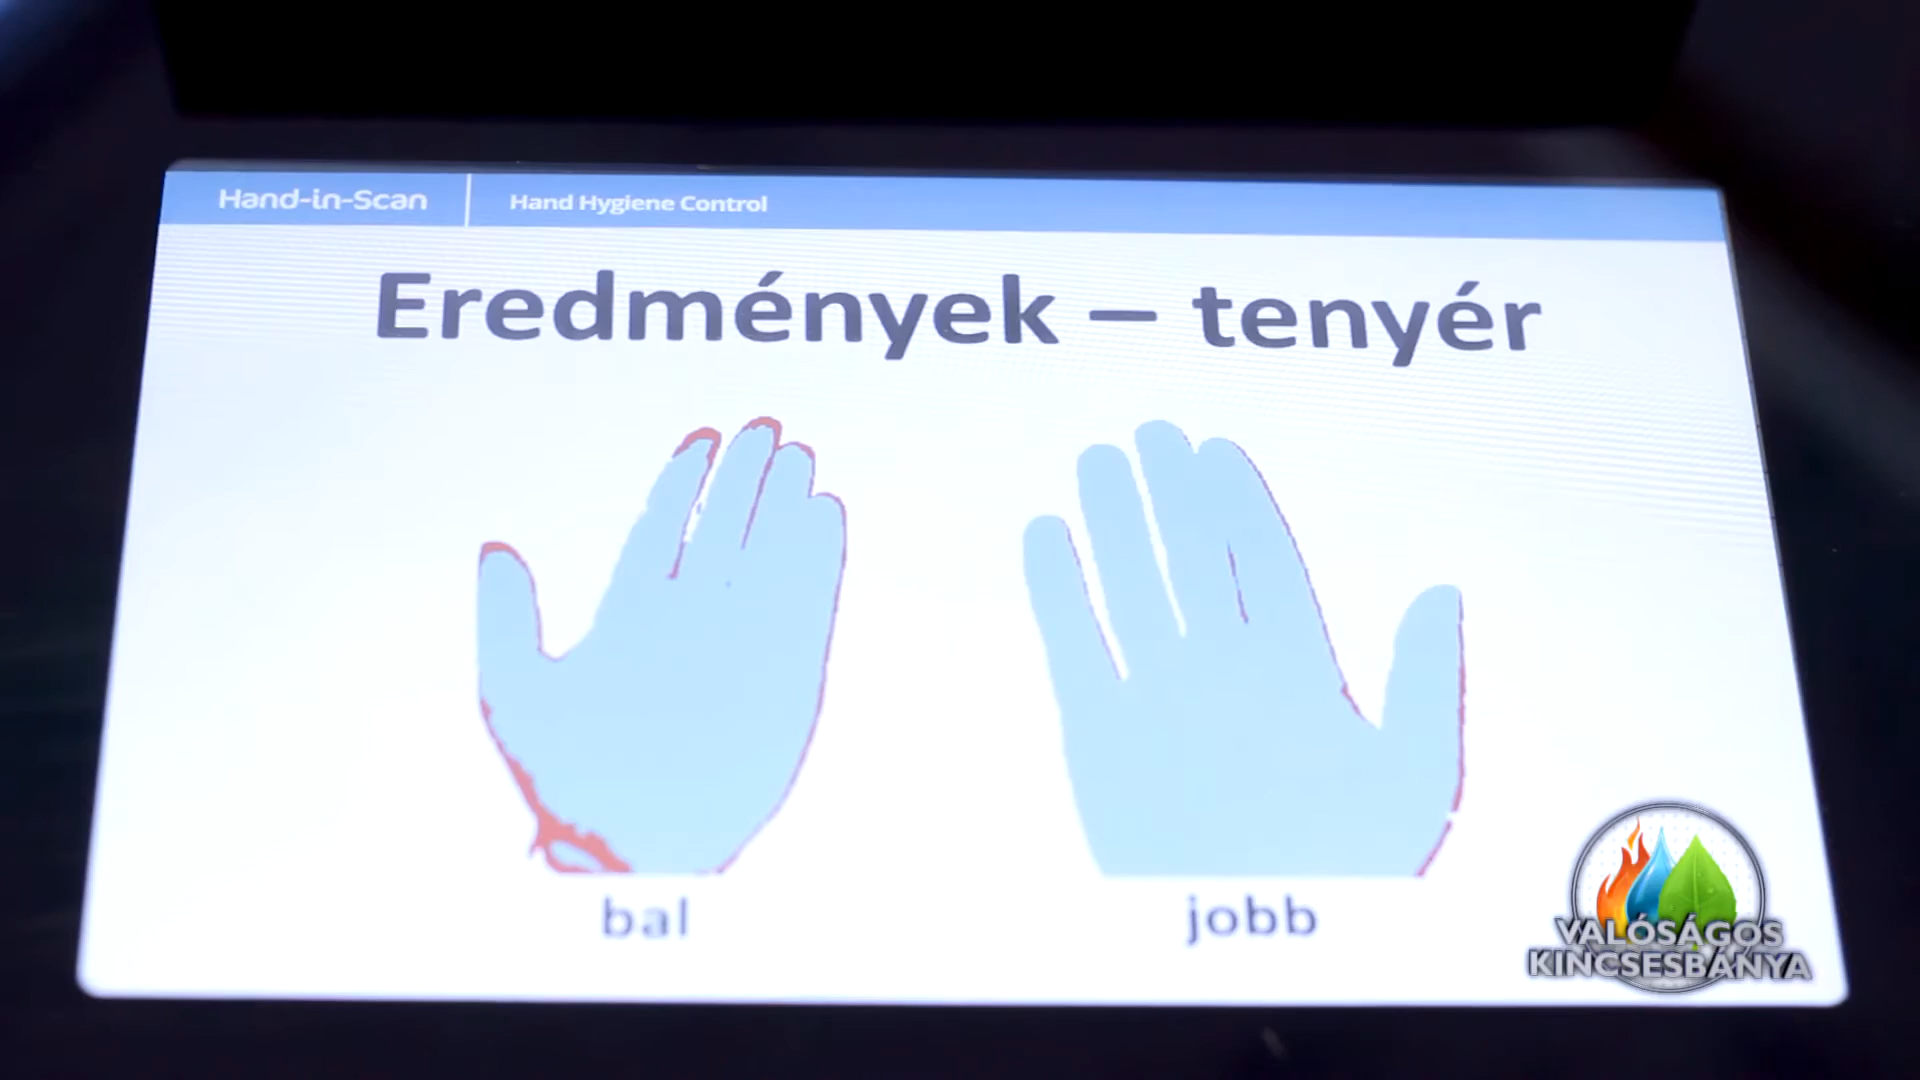 Hand-in-Scan
Hand Hygiene Control
Eredmények – tenyér
bal
jobb
VALÓSÁGOS
KINCSESBÁNYA